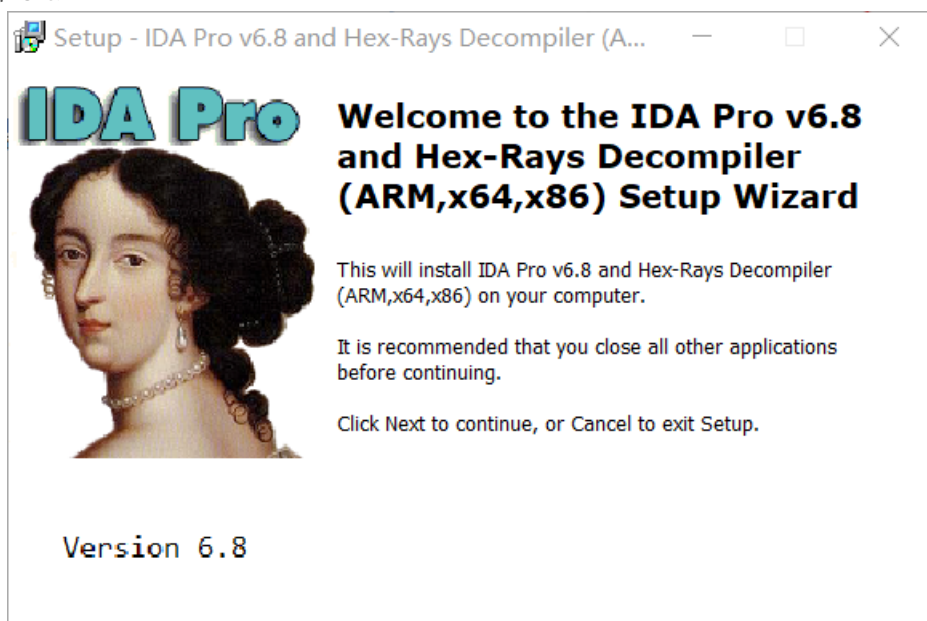 Setup - IDA Pro v6.8 and Hex-Rays Decompiler (A...
IDA Pro
Welcome to the IDA Pro v6.8
and Hex-Rays Decompiler
(ARM,x64,x86) Setup Wizard
This will install IDA Pro v6.8 and Hex-Rays Decompiler
(ARM,x64,x86) on your computer.
It is recommended that you close all other applications
before continuing.
Click Next to continue, or Cancel to exit Setup.
Version 6.8